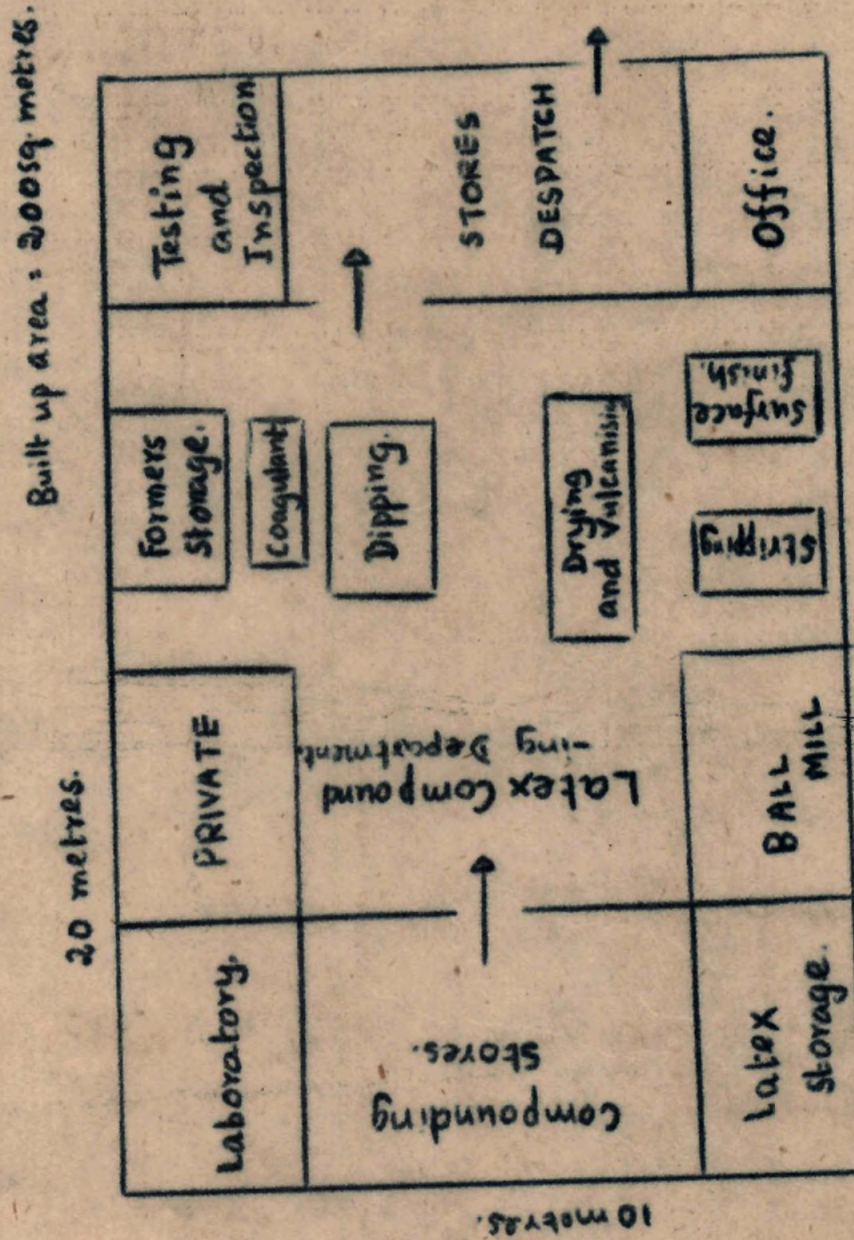 Built up area = 200sq. metres.
20 metres.
10 metres.
Laboratory.
PRIVATE
Formers
Storage.
Coagulant
Dipping.
Testing
and
Inspection
Compounding
Stores.
Latex Compound
-ing Department.
Drying
and Vulcanising
STORES
DESPATCH
Latex
Storage.
BALL
MILL
Stripping
Surface
finish.
Office.